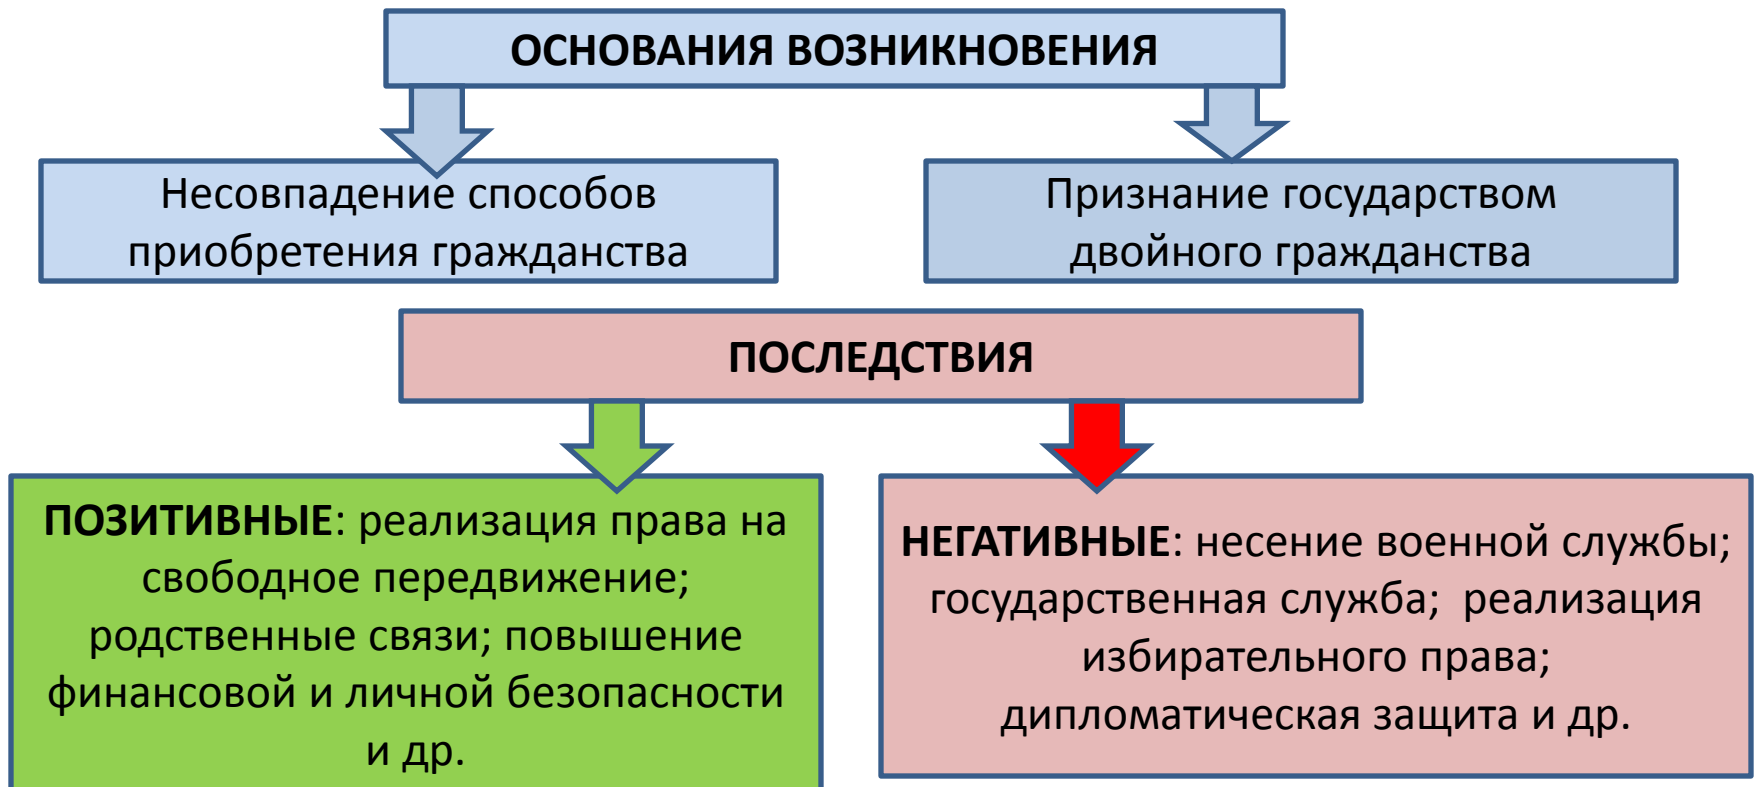 ОСНОВАНИЯ ВОЗНИКНОВЕНИЯ
Несовпадение способов
приобретения гражданства
Признание государством
двойного гражданства
ПОСЛЕДСТВИЯ
ПОЗИТИВНЫЕ: реализация права на
свободное передвижение;
родственные связи; повышение
финансовой и личной безопасности
и др.
НЕГАТИВНЫЕ: несение военной службы;
государственная служба;  реализация
избирательного права;
дипломатическая защита и др.